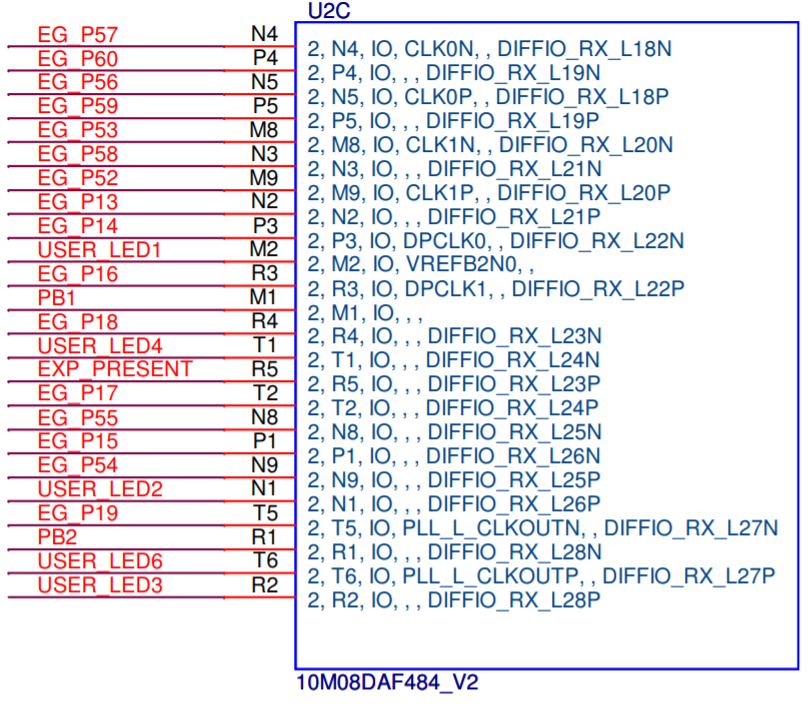 U2C
EG_P57 N4 2, N4, IO, CLK0N, , DIFFIO_RX_L18N
EG_P60 P4 2, P4, IO, , , DIFFIO_RX_L19N
EG_P56 N5 2, N5, IO, CLK0P, , DIFFIO_RX_L18P
EG_P59 P5 2, P5, IO, , , DIFFIO_RX_L19P
EG_P53 M8 2, M8, IO, CLK1N, , DIFFIO_RX_L20N
EG_P58 N3 2, N3, IO, , , DIFFIO_RX_L21N
EG_P52 M9 2, M9, IO, CLK1P, , DIFFIO_RX_L20P
EG_P13 N2 2, N2, IO, , , DIFFIO_RX_L21P
EG_P14 P3 2, P3, IO, DPCLK0, , DIFFIO_RX_L22N
USER_LED1 M2 2, M2, IO, VREFB2N0, ,
EG_P16 R3 2, R3, IO, DPCLK1, , DIFFIO_RX_L22P
PB1 M1 2, M1, IO, , ,
EG_P18 R4 2, R4, IO, , , DIFFIO_RX_L23N
USER_LED4 T1 2, T1, IO, , , DIFFIO_RX_L24N
EXP_PRESENT R5 2, R5, IO, , , DIFFIO_RX_L23P
EG_P17 T2 2, T2, IO, , , DIFFIO_RX_L24P
EG_P55 N8 2, N8, IO, , , DIFFIO_RX_L25N
EG_P15 P1 2, P1, IO, , , DIFFIO_RX_L26N
EG_P54 N9 2, N9, IO, , , DIFFIO_RX_L25P
USER_LED2 N1 2, N1, IO, , , DIFFIO_RX_L26P
EG_P19 T5 2, T5, IO, PLL_L_CLKOUTN, , DIFFIO_RX_L27N
PB2 R1 2, R1, IO, , , DIFFIO_RX_L28N
USER_LED6 T6 2, T6, IO, PLL_L_CLKOUTP, , DIFFIO_RX_L27P
USER_LED3 R2 2, R2, IO, , , DIFFIO_RX_L28P
10M08DAF484_V2